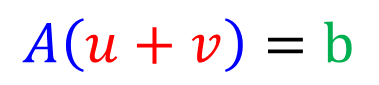 A(u + v) = b